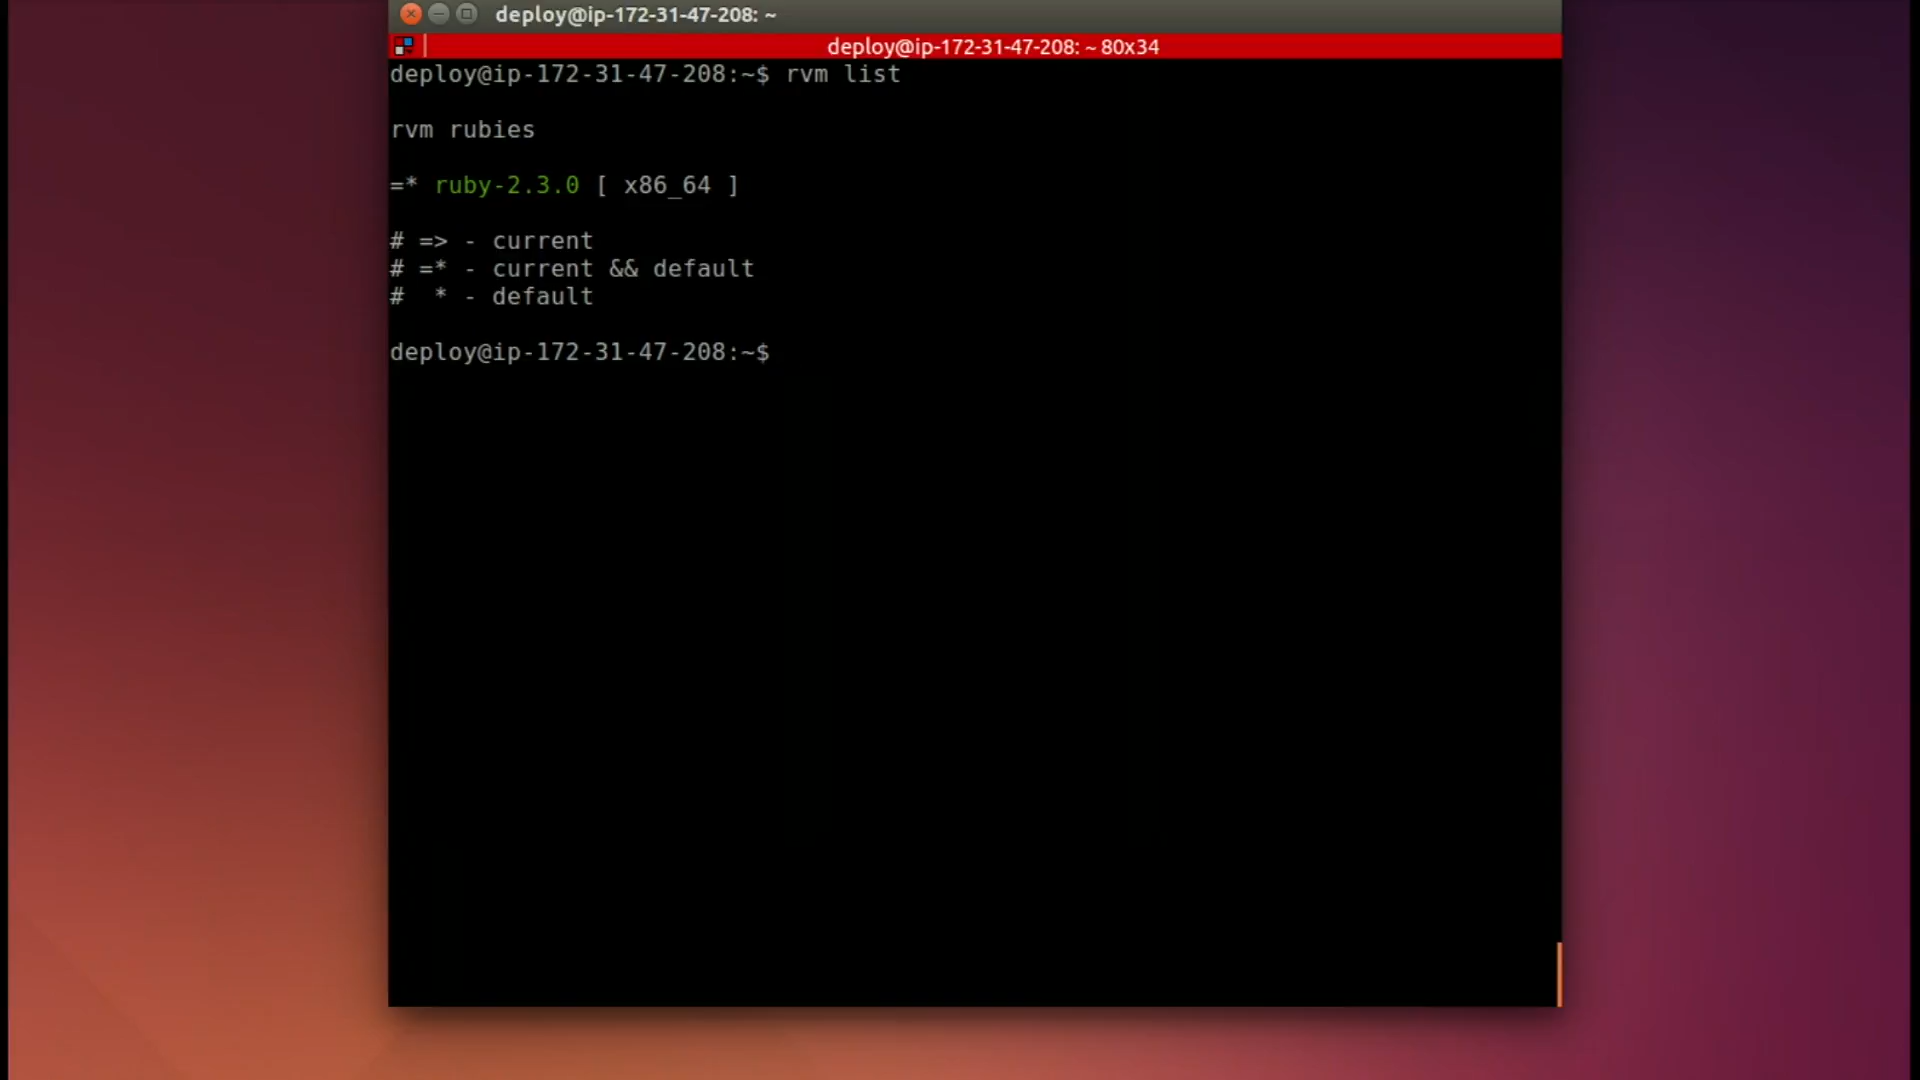 deploy@ip-172-31-47-208: ~
deploy@ip-172-31-47-208: ~ 80x34
deploy@ip-172-31-47-208:~$ rvm list
rvm rubies
=* ruby-2.3.0 [ x86_64 ]
# => - current
# =* - current && default
#  * - default
deploy@ip-172-31-47-208:~$